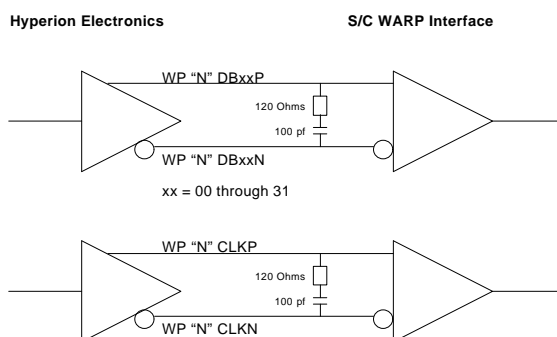 Hyperion Electronics
S/C WARP Interface
WP “N” DBxxP
120 Ohms
100 pf
WP “N” DBxxN
xx = 00 through 31
WP “N” CLKP
120 Ohms
100 pf
WP “N” CLKN